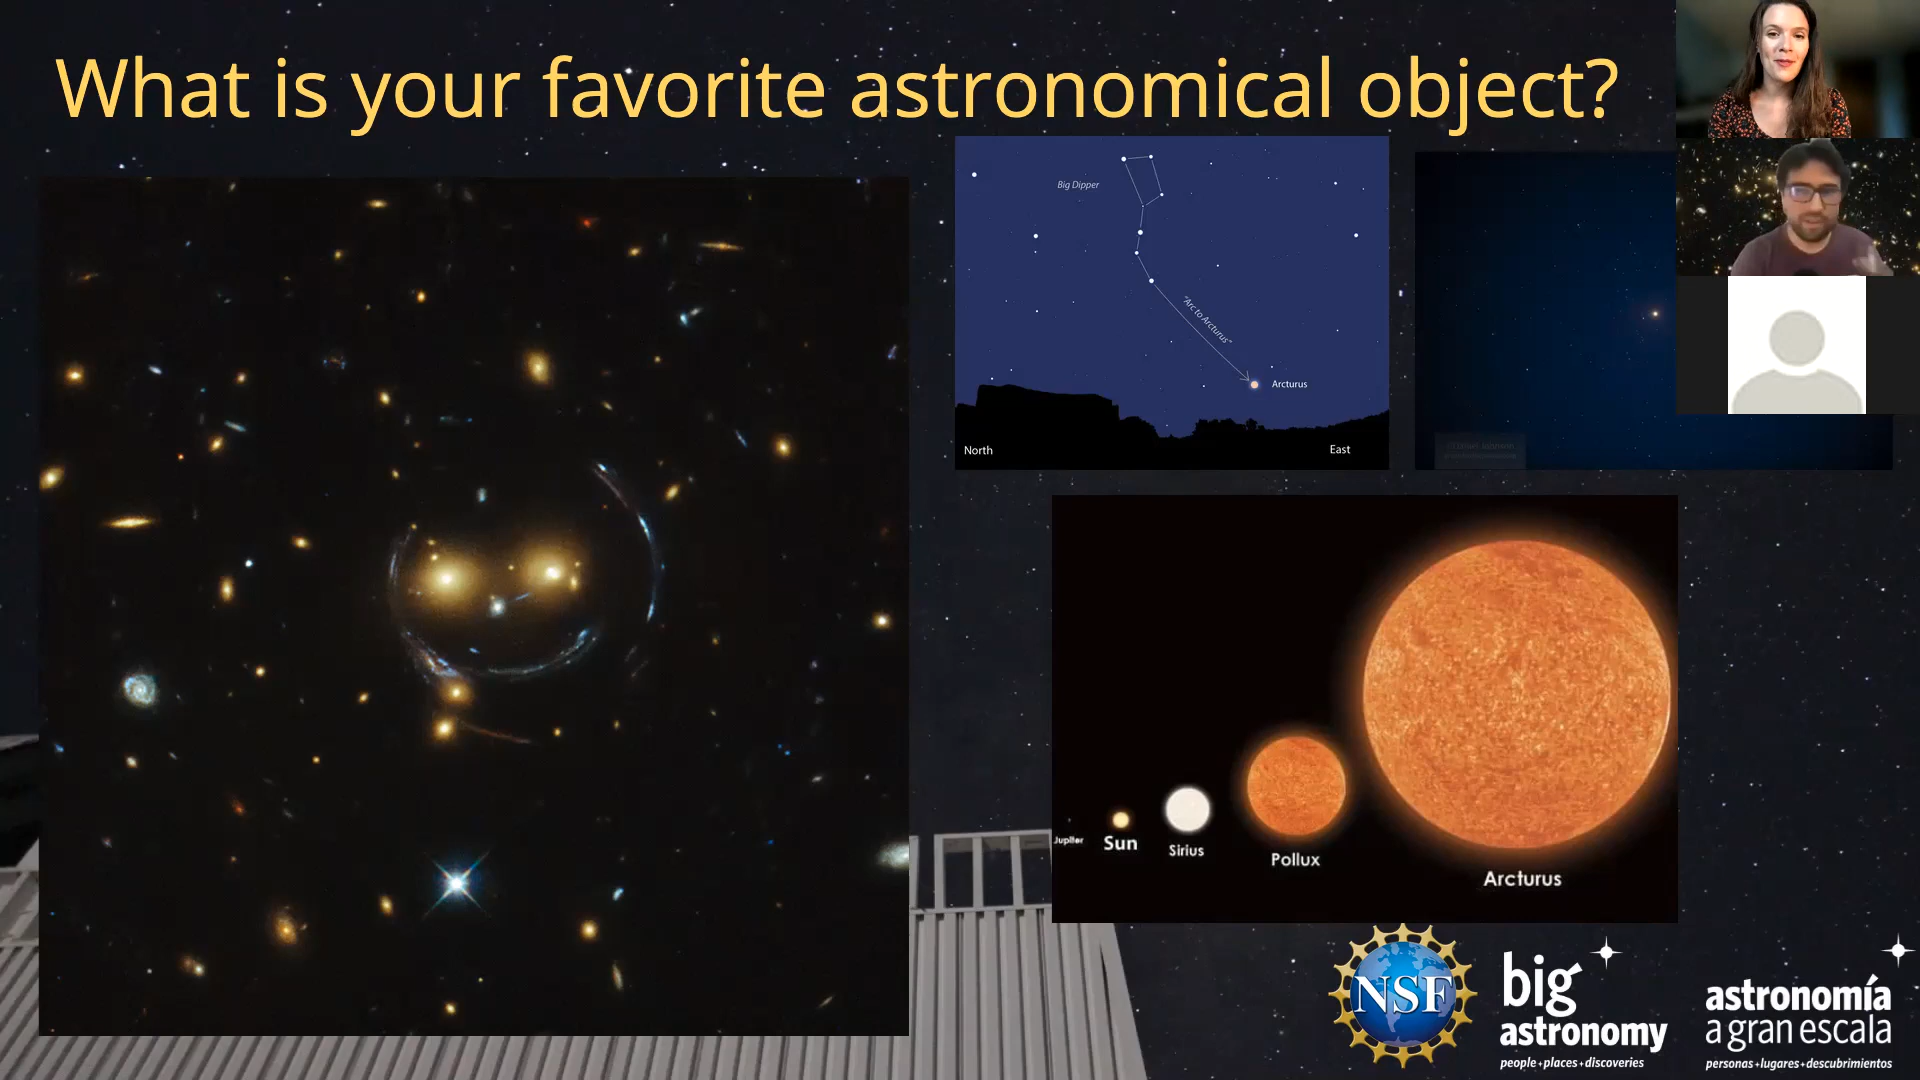 What is your favorite astronomical object?
Big Dipper
"Arc to Arcturus"
Arcturus
North
East
Jupiter
Sun
Sirius
Pollux
Arcturus
NSF
big
astronomy
people + places + discoveries
astronomía
a gran escala
personas + lugares + descubrimientos